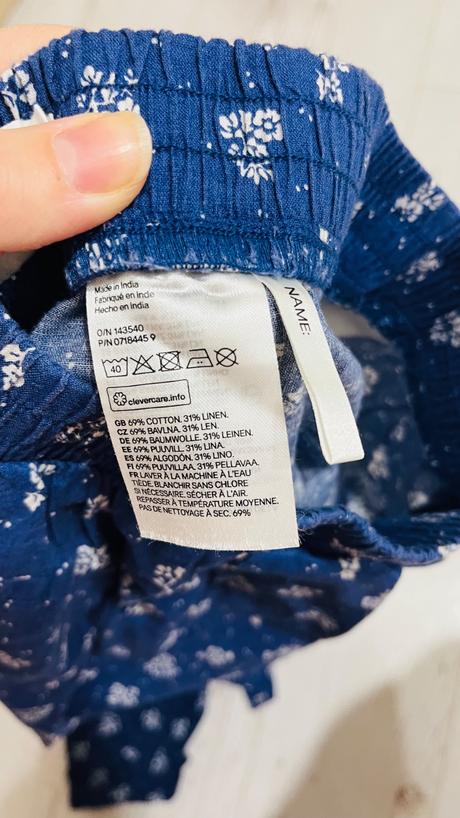 Made in India
Fabriqué en Inde
Hecho en India
O/N 143540
P/N 0718445 9
40
clevercare.info
GB 69% COTTON. 31% LINEN.
CZ 69% BAVLNA. 31% LEN.
DE 69% BAUMWOLLE. 31% LEINEN.
EE 69% PUUVILL. 31% LINA.
ES 69% ALGODÓN. 31% LINO.
FI 69% PUUVILLAA. 31% PELLAVAA.
FR LAVER À LA MACHINE À L'EAU
TIÈDE. BLANCHIR SANS CHLORE
SI NÉCESSAIRE. SÉCHER À L'AIR.
REPASSER À TEMPÉRATURE MOYENNE.
PAS DE NETTOYAGE À SEC. 69%
NAME: